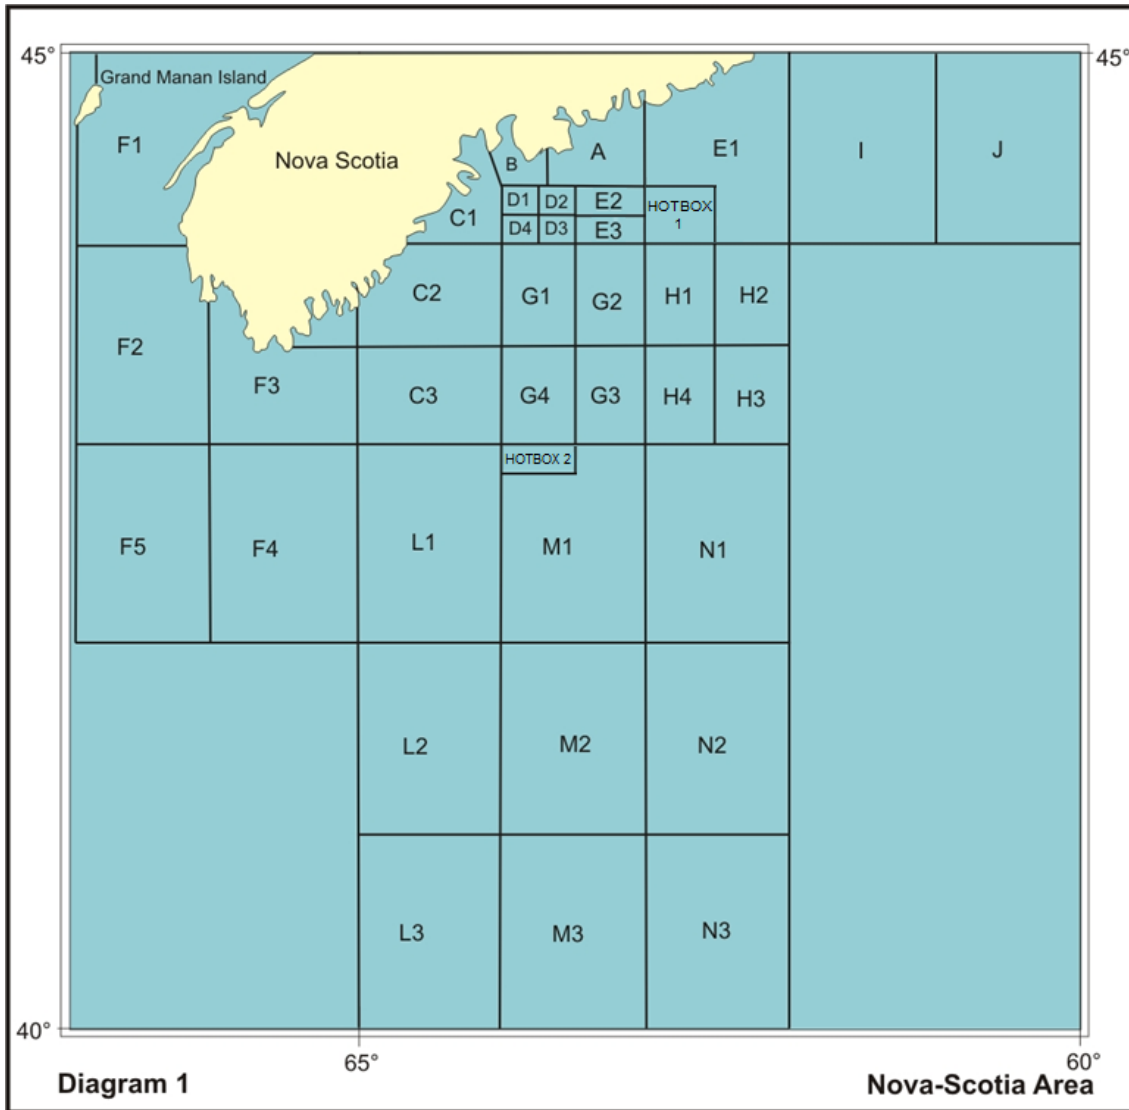 45°
45°
Grand Manan Island
F1
Nova Scotia
B
A
E1
I
J
C1
D1
D2
E2
HOTBOX
1
D4
D3
E3
C2
G1
G2
H1
H2
F2
F3
C3
G4
G3
H4
H3
HOTBOX 2
F5
F4
L1
M1
N1
L2
M2
N2
L3
M3
N3
40°
65°
60°
Diagram 1
Nova-Scotia Area